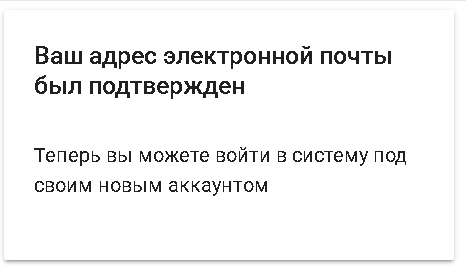 Ваш адрес электронной почты
был подтвержден
Теперь вы можете войти в систему под
своим новым аккаунтом